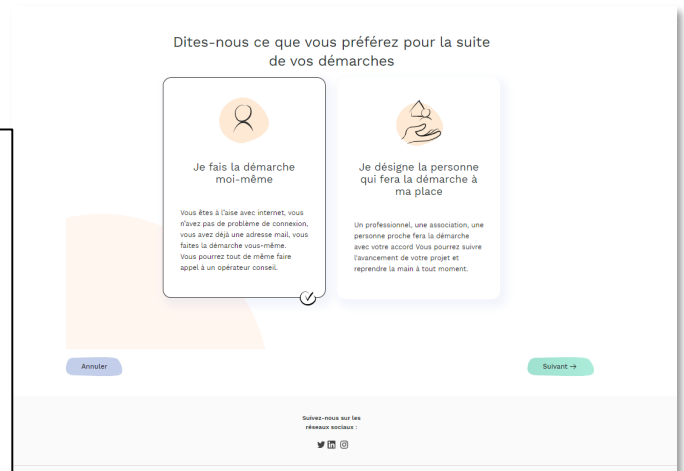 Dites-nous ce que vous préférez pour la suite
de vos démarches
Je fais la démarche
moi-même
Vous êtes à l'aise avec internet, vous
n'avez pas de problème de connexion,
vous avez déjà une adresse mail, vous
faites la démarche vous-même.
Vous pourrez tout de même faire
appel à un opérateur conseil.
Je désigne la personne
qui fera la démarche à
ma place
Un professionnel, une association, une
personne proche fera la démarche
avec votre accord Vous pourrez suivre
l'avancement de votre projet et
reprendre la main à tout moment.
Annuler
Suivant →
Suivez-nous sur les
réseaux sociaux :